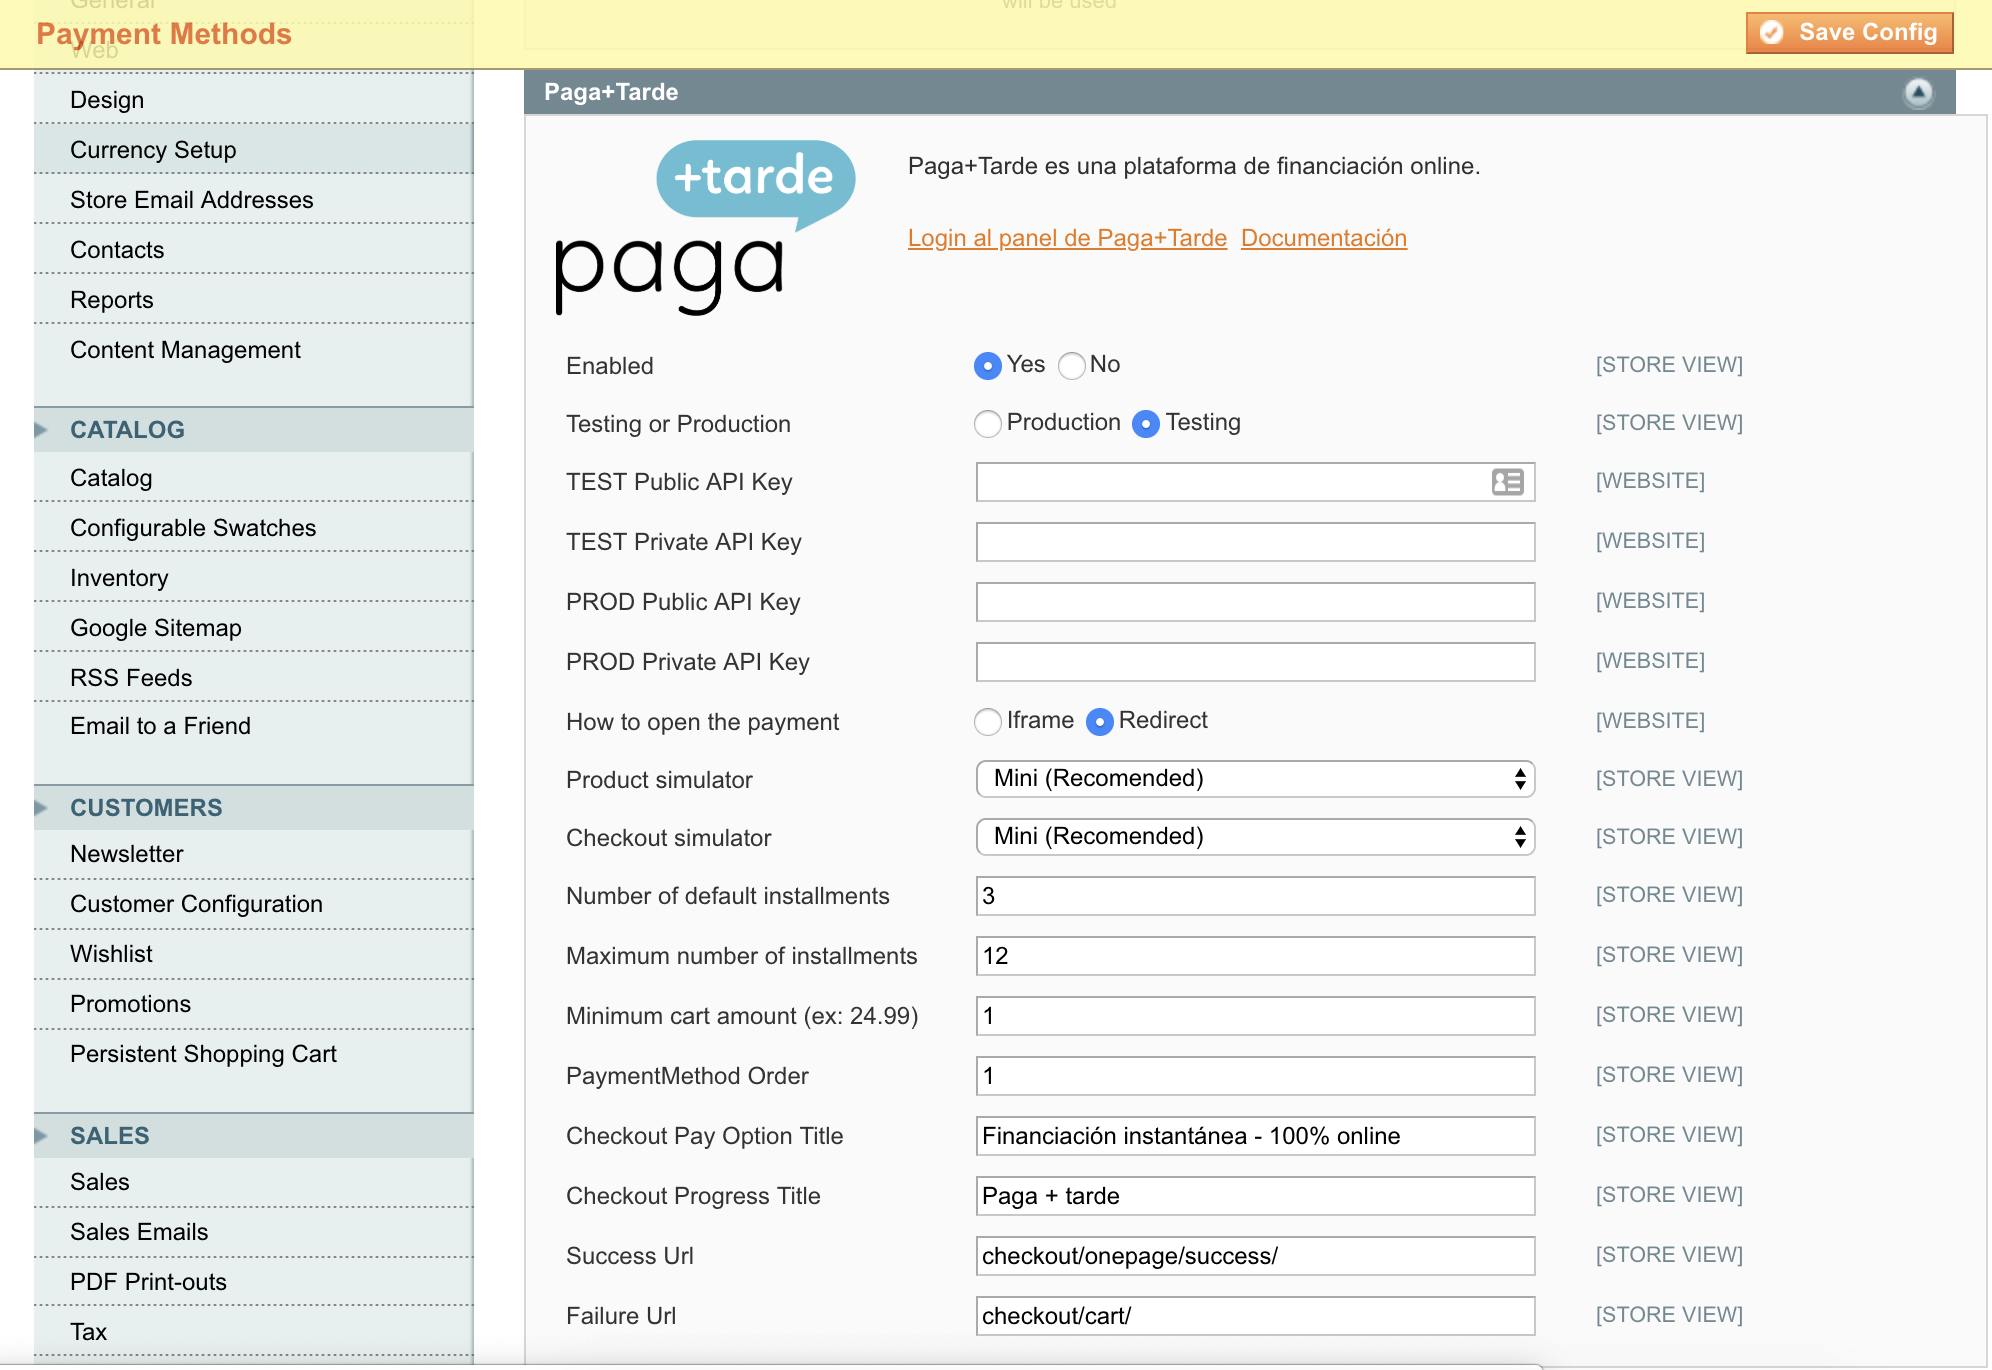 General
will be used
Payment Methods
Save Config
Web
Design
Currency Setup
Store Email Addresses
Contacts
Reports
Content Management
CATALOG
Catalog
Configurable Swatches
Inventory
Google Sitemap
RSS Feeds
Email to a Friend
CUSTOMERS
Newsletter
Customer Configuration
Wishlist
Promotions
Persistent Shopping Cart
SALES
Sales
Sales Emails
PDF Print-outs
Tax
Paga+Tarde
+tarde
paga
Paga+Tarde es una plataforma de financiación online.
Login al panel de Paga+Tarde Documentación
Enabled Yes No [STORE VIEW]
Testing or Production Production Testing [STORE VIEW]
TEST Public API Key [WEBSITE]
TEST Private API Key [WEBSITE]
PROD Public API Key [WEBSITE]
PROD Private API Key [WEBSITE]
How to open the payment Iframe Redirect [WEBSITE]
Product simulator Mini (Recomended) [STORE VIEW]
Checkout simulator Mini (Recomended) [STORE VIEW]
Number of default installments 3 [STORE VIEW]
Maximum number of installments 12 [STORE VIEW]
Minimum cart amount (ex: 24.99) 1 [STORE VIEW]
PaymentMethod Order 1 [STORE VIEW]
Checkout Pay Option Title Financiación instantánea - 100% online [STORE VIEW]
Checkout Progress Title Paga + tarde [STORE VIEW]
Success Url checkout/onepage/success/ [STORE VIEW]
Failure Url checkout/cart/ [STORE VIEW]